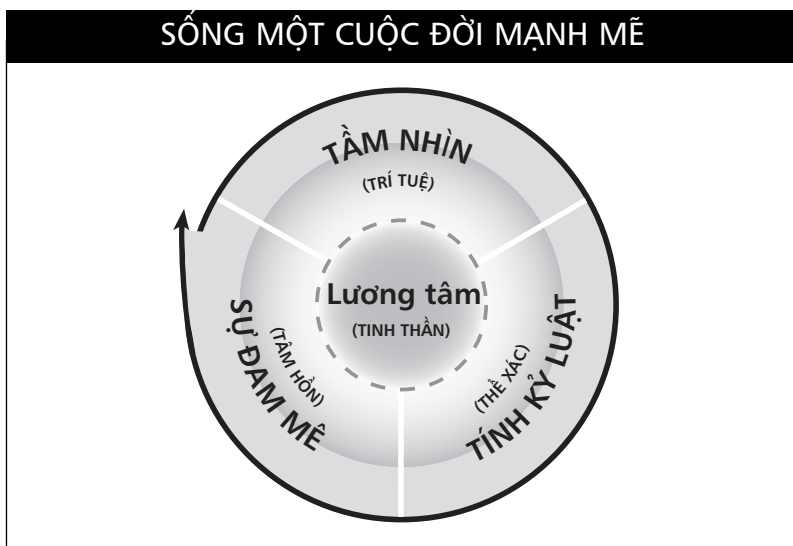 SỐNG MỘT CUỘC ĐỜI MẠNH MẼ
TẦM NHÌN
(TRÍ TUỆ)
Lương tâm
(TINH THẦN)
SỰ ĐAM MÊ
(TÂM HỒN)
TÍNH KỶ LUẬT
(THỂ XÁC)